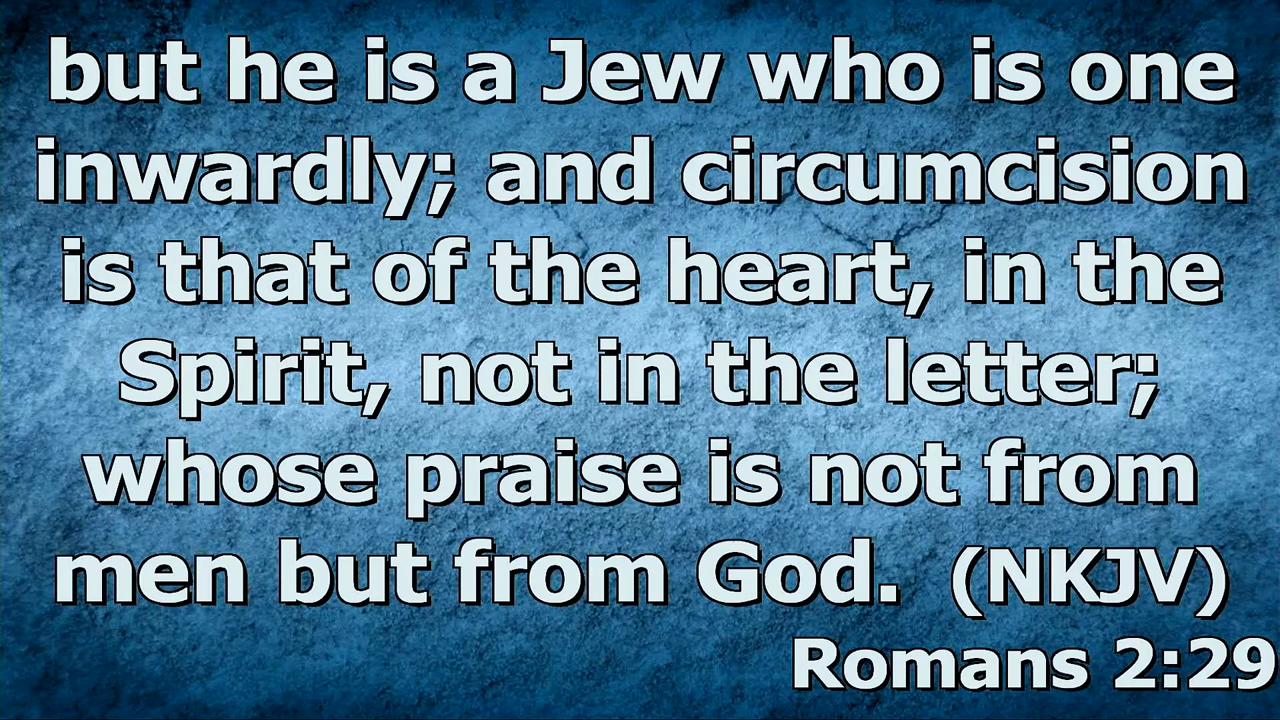 but he is a Jew who is one
inwardly; and circumcision
is that of the heart, in the
Spirit, not in the letter;
whose praise is not from
men but from God. (NKJV)
Romans 2:29